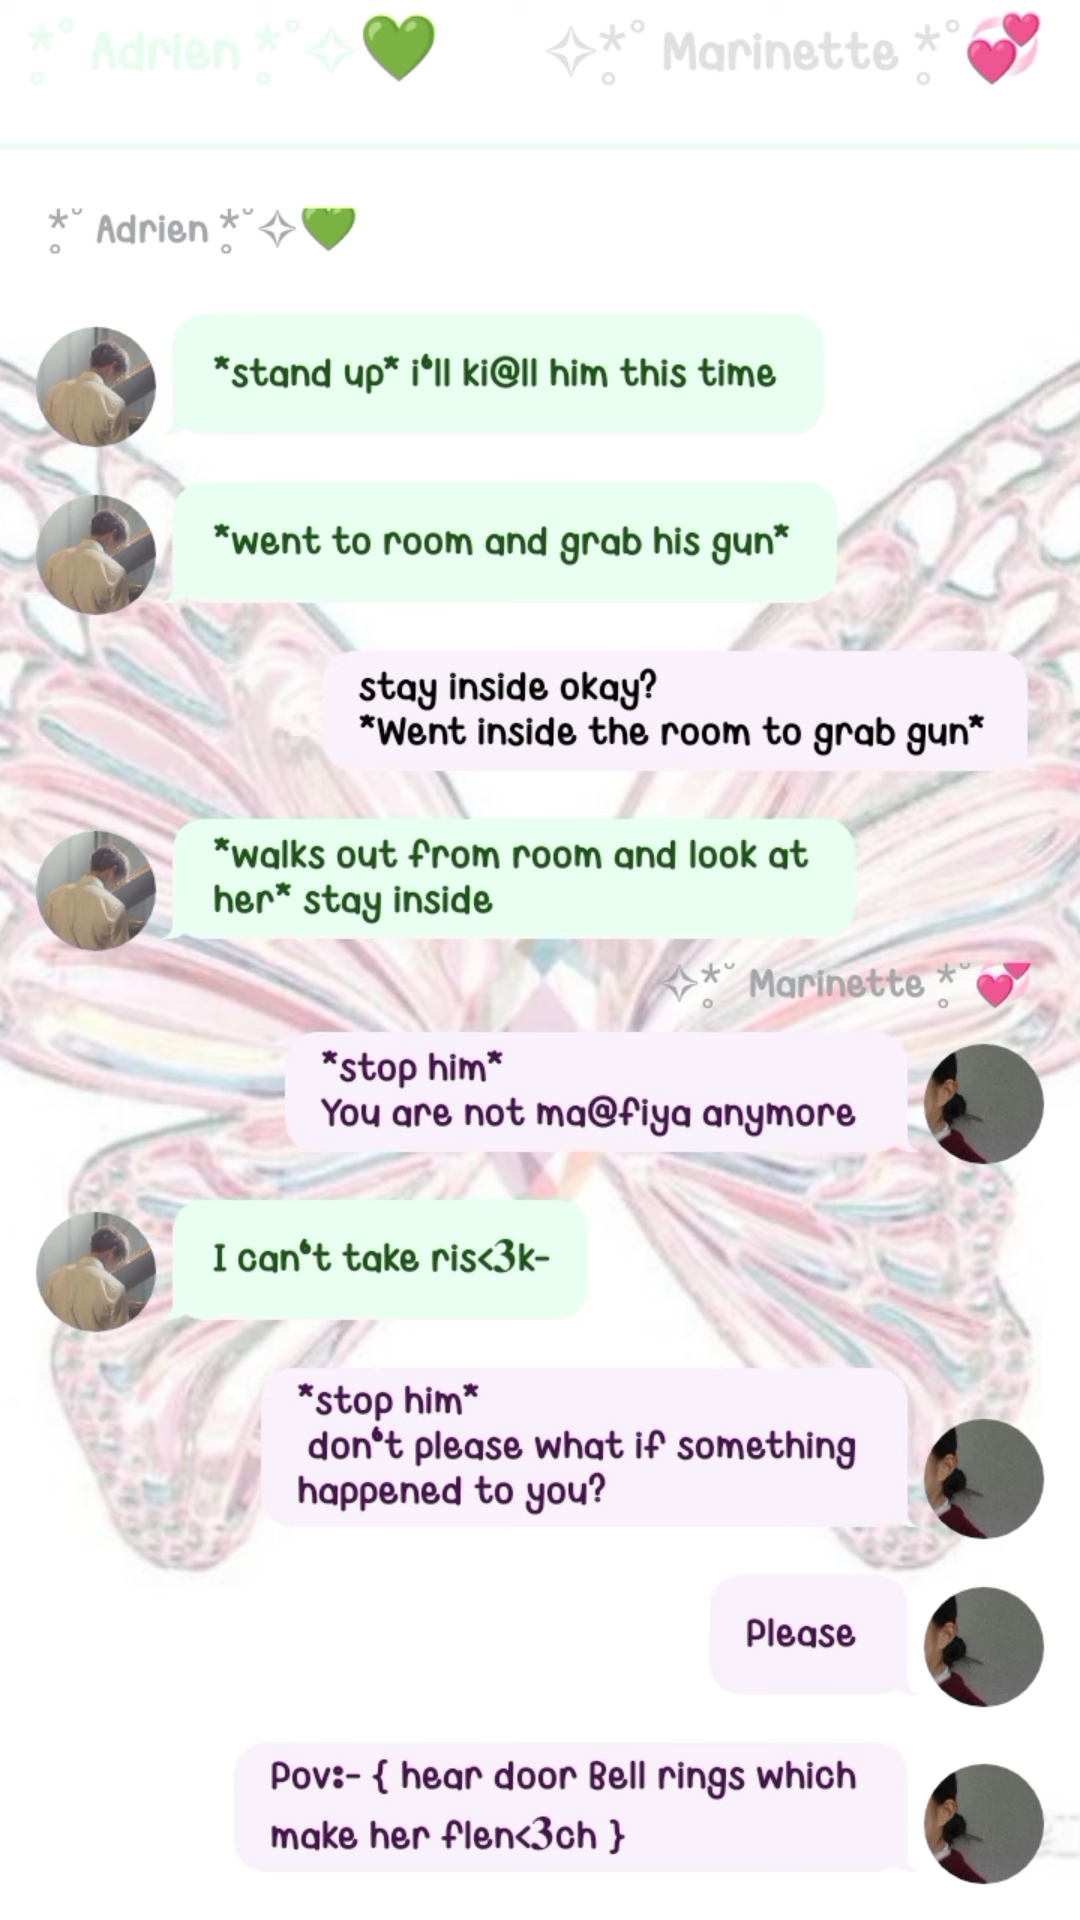 *˚ Adrien *˚✧💚 ✧*˚ Marinette *˚💞
*˘ Adrien *˘✧💚
*stand up* i‘ll ki@ll him this time
*went to room and grab his gun*
stay inside okay?
*Went inside the room to grab gun*
*walks out from room and look at
her* stay inside
✧*˘ Marinette *˘💞
*stop him*
You are not ma@fiya anymore
I can‘t take ris<3k-
*stop him*
don‘t please what if something
happened to you?
Please
Pov:- { hear door Bell rings which
make her flen<3ch }